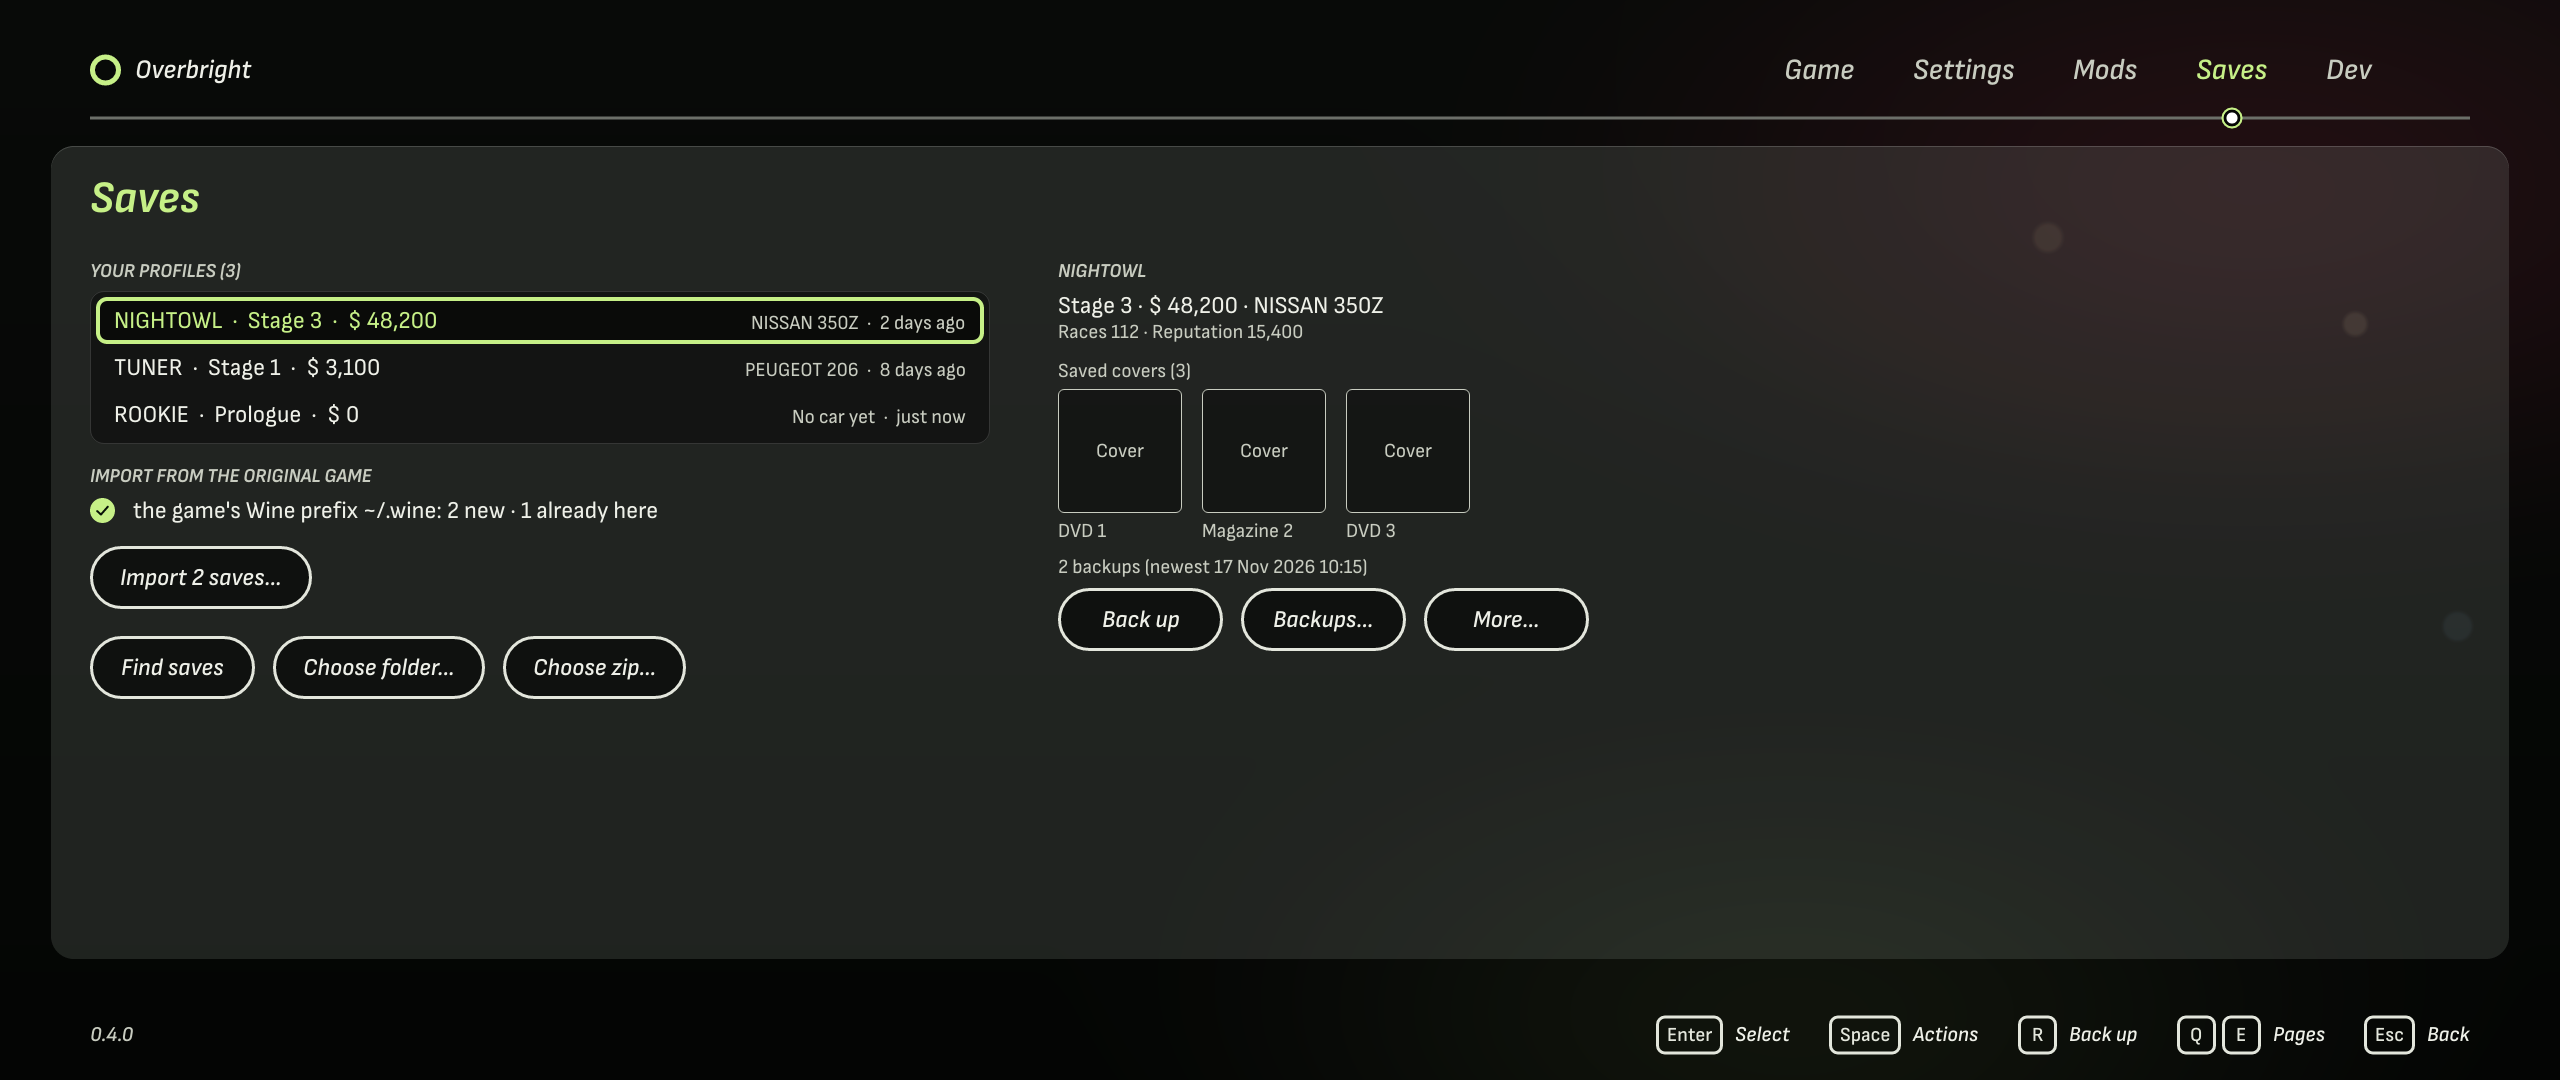 Overbright
Game Settings Mods Saves Dev
Saves
YOUR PROFILES (3)
NIGHTOWL · Stage 3 · $ 48,200 NISSAN 350Z · 2 days ago
TUNER · Stage 1 · $ 3,100 PEUGEOT 206 · 8 days ago
ROOKIE · Prologue · $ 0 No car yet · just now
IMPORT FROM THE ORIGINAL GAME
the game's Wine prefix ~/.wine: 2 new · 1 already here
Import 2 saves...
Find saves Choose folder... Choose zip...
NIGHTOWL
Stage 3 · $ 48,200 · NISSAN 350Z
Races 112 · Reputation 15,400
Saved covers (3)
Cover Cover Cover
DVD 1 Magazine 2 DVD 3
2 backups (newest 17 Nov 2026 10:15)
Back up Backups... More...
0.4.0
Enter Select Space Actions R Back up Q E Pages Esc Back